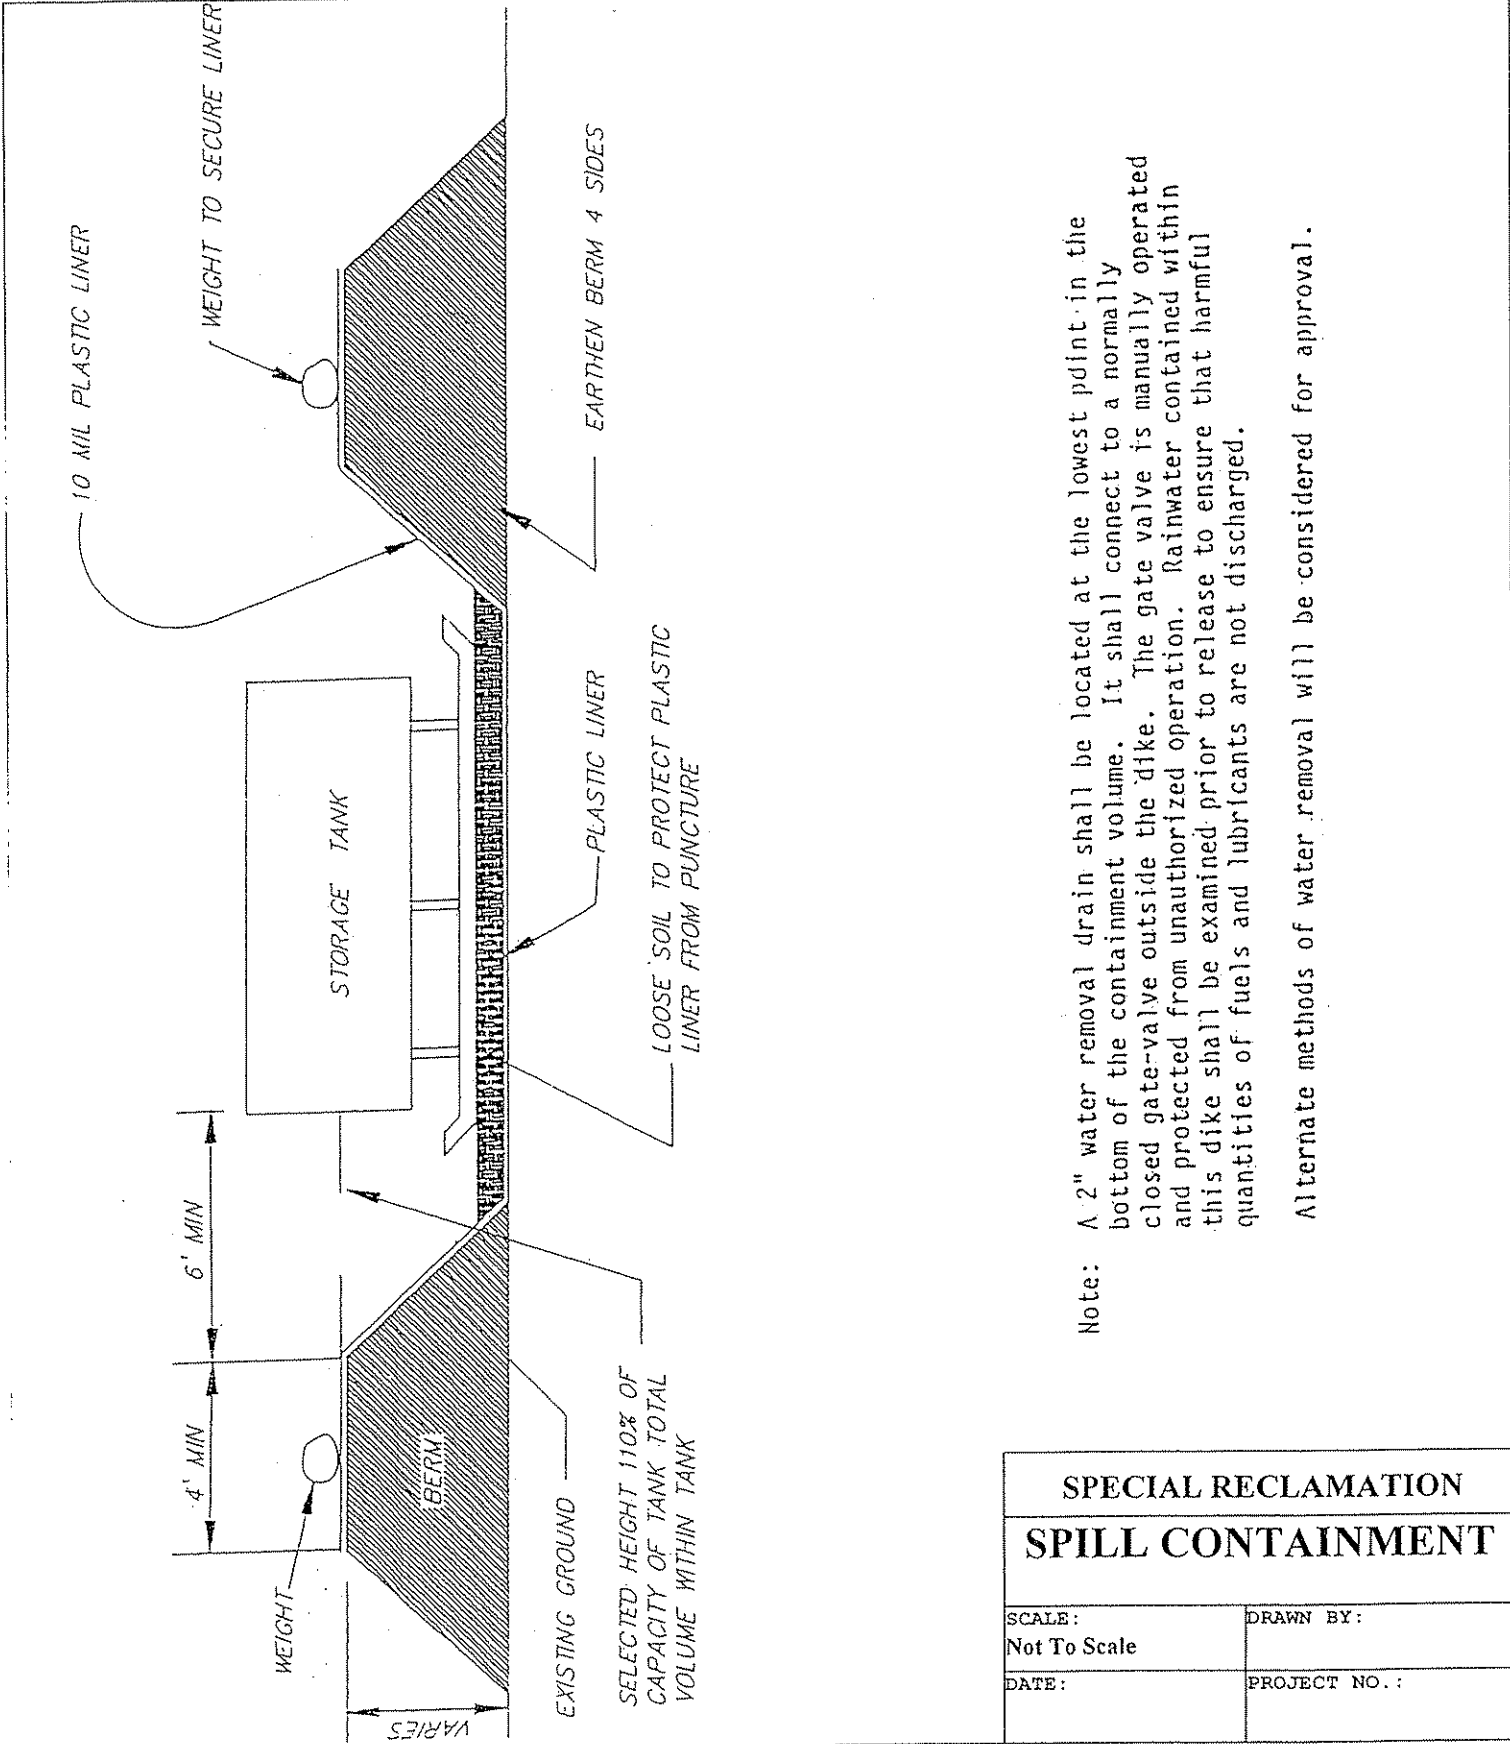 10 MIL PLASTIC LINER
WEIGHT TO SECURE LINER
6' MIN
4' MIN
STORAGE TANK
WEIGHT
BERM
VARIES
EXISTING GROUND
SELECTED HEIGHT 110% OF
CAPACITY OF TANK TOTAL
VOLUME WITHIN TANK
PLASTIC LINER
LOOSE SOIL TO PROTECT PLASTIC
LINER FROM PUNCTURE
EARTHEN BERM 4 SIDES
Note: A 2" water removal drain shall be located at the lowest point in the
bottom of the containment volume. It shall connect to a normally
closed gate-valve outside the dike. The gate valve is manually operated
and protected from unauthorized operation. Rainwater contained within
this dike shall be examined prior to release to ensure that harmful
quantities of fuels and lubricants are not discharged.
Alternate methods of water removal will be considered for approval.
SPECIAL RECLAMATION
SPILL CONTAINMENT
SCALE:
Not To Scale
DRAWN BY:
DATE:
PROJECT NO.: